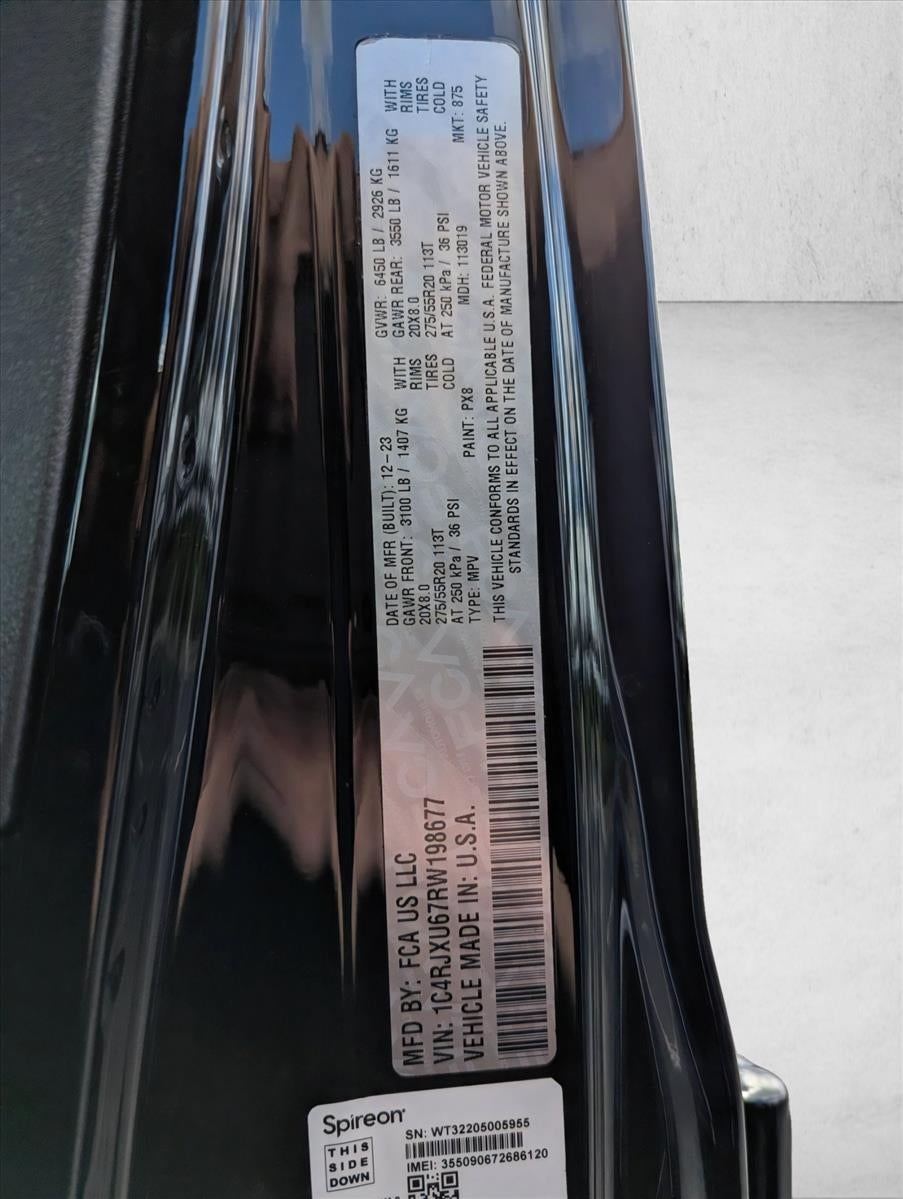 MFD BY: FCA US LLC
VIN: 1C4RJXU67RW198677
VEHICLE MADE IN: U.S.A.
DATE OF MFR (BUILT): 12-23
GAWR FRONT: 3100 LB / 1407 KG WITH
20X8.0 RIMS
275/55R20 113T TIRES
AT 250 kPa / 36 PSI COLD
TYPE: MPV PAINT: PX8
GVWR: 6450 LB / 2926 KG
GAWR REAR: 3550 LB / 1611 KG WITH
20X8.0 RIMS
275/55R20 113T TIRES
AT 250 kPa / 36 PSI COLD
MDH: 113019 MKT: 875
THIS VEHICLE CONFORMS TO ALL APPLICABLE U.S.A. FEDERAL MOTOR VEHICLE SAFETY
STANDARDS IN EFFECT ON THE DATE OF MANUFACTURE SHOWN ABOVE.
Spireon
THIS
SIDE
DOWN
SN: WT32205005955
IMEI: 355090672686120